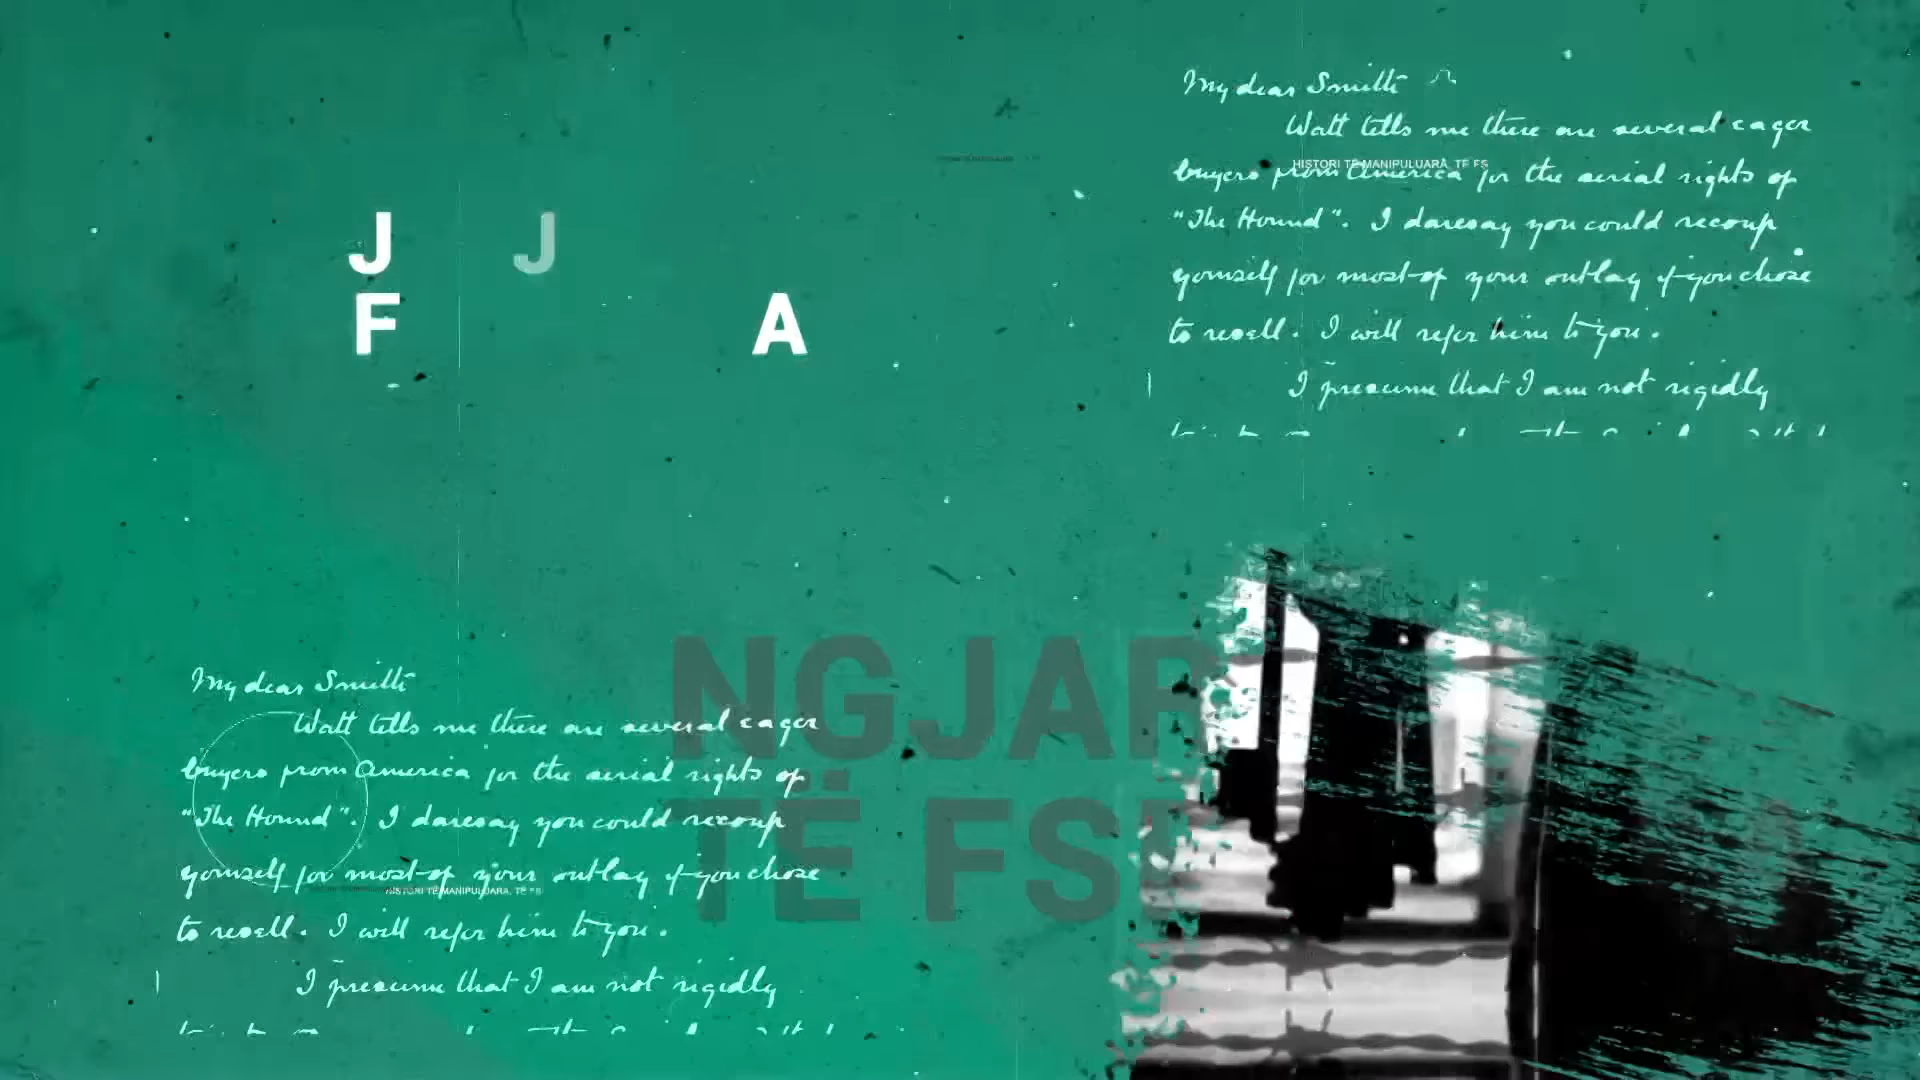 J J
F A
My dear Smith
Watt tells me there are several eager
buyers from America for the aerial rights of
HISTORI TË MANIPULUARA, TË FS
"The Hound". I daresay you could recoup
yourself for most of your outlay if you chose
to resell. I will refer him to you.
I presume that I am not rigidly
NGJAR
TË FSH
My dear Smith
Watt tells me there are several eager
buyers from America for the aerial rights of
"The Hound". I daresay you could recoup
yourself for most of your outlay if you chose
HISTORI TË MANIPULUARA, TË FS
to resell. I will refer him to you.
I presume that I am not rigidly